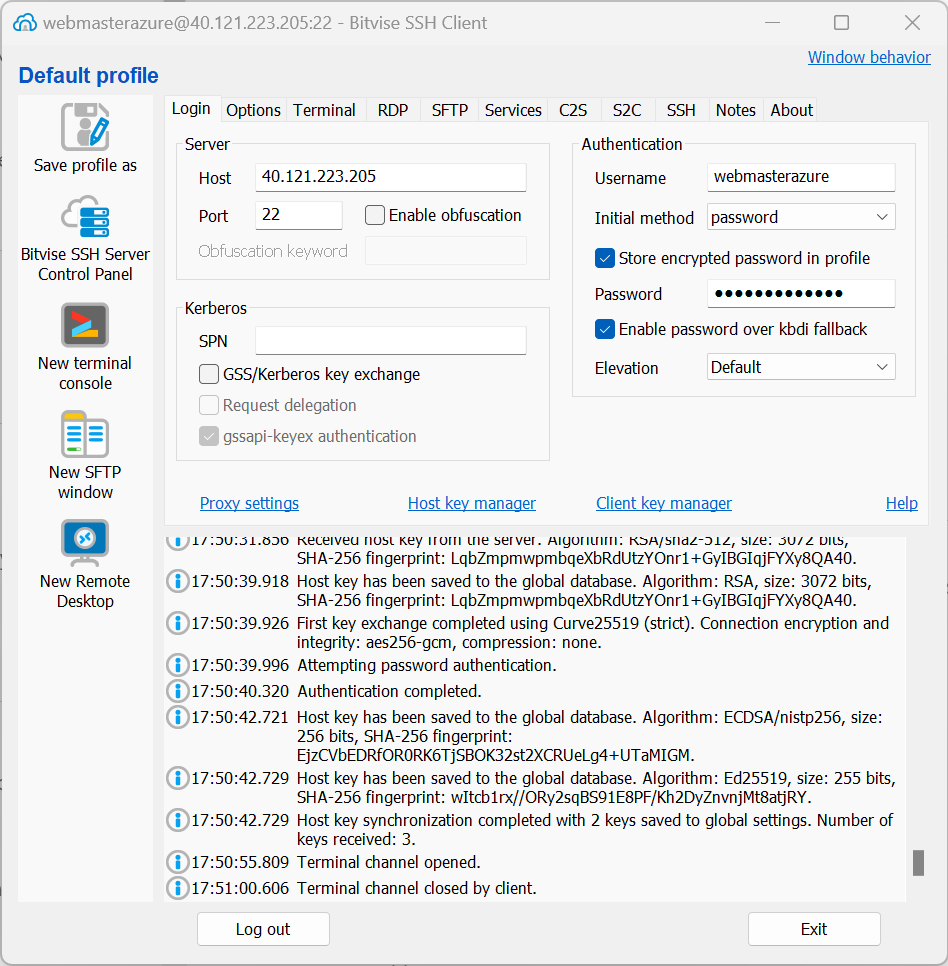 webmasterazure@40.121.223.205:22 - Bitvise SSH Client
Window behavior
Default profile
Save profile as
Bitvise SSH Server
Control Panel
New terminal
console
New SFTP
window
New Remote
Desktop
Login Options Terminal RDP SFTP Services C2S S2C SSH Notes About
Server
Host 40.121.223.205
Port 22 Enable obfuscation
Obfuscation keyword
Kerberos
SPN
GSS/Kerberos key exchange
Request delegation
gssapi-keyex authentication
Authentication
Username webmasterazure
Initial method password
Store encrypted password in profile
Password ●●●●●●●●●●●●●
Enable password over kbdi fallback
Elevation Default
Proxy settings Host key manager Client key manager Help
17:50:31.856 Received host key from the server. Algorithm: RSA/sha2-512, size: 3072 bits,
SHA-256 fingerprint: LqbZmpmwpmbqeXbRdUtzYOnr1+GyIBGIqjFYXy8QA40.
17:50:39.918 Host key has been saved to the global database. Algorithm: RSA, size: 3072 bits,
SHA-256 fingerprint: LqbZmpmwpmbqeXbRdUtzYOnr1+GyIBGIqjFYXy8QA40.
17:50:39.926 First key exchange completed using Curve25519 (strict). Connection encryption and
integrity: aes256-gcm, compression: none.
17:50:39.996 Attempting password authentication.
17:50:40.320 Authentication completed.
17:50:42.721 Host key has been saved to the global database. Algorithm: ECDSA/nistp256, size:
256 bits, SHA-256 fingerprint:
EjzCVbEDRfOR0RK6TjSBOK32st2XCRUeLg4+UTaMIGM.
17:50:42.729 Host key has been saved to the global database. Algorithm: Ed25519, size: 255 bits,
SHA-256 fingerprint: wItcb1rx//ORy2sqBS91E8PF/Kh2DyZnvnjMt8atjRY.
17:50:42.729 Host key synchronization completed with 2 keys saved to global settings. Number of
keys received: 3.
17:50:55.809 Terminal channel opened.
17:51:00.606 Terminal channel closed by client.
Log out Exit